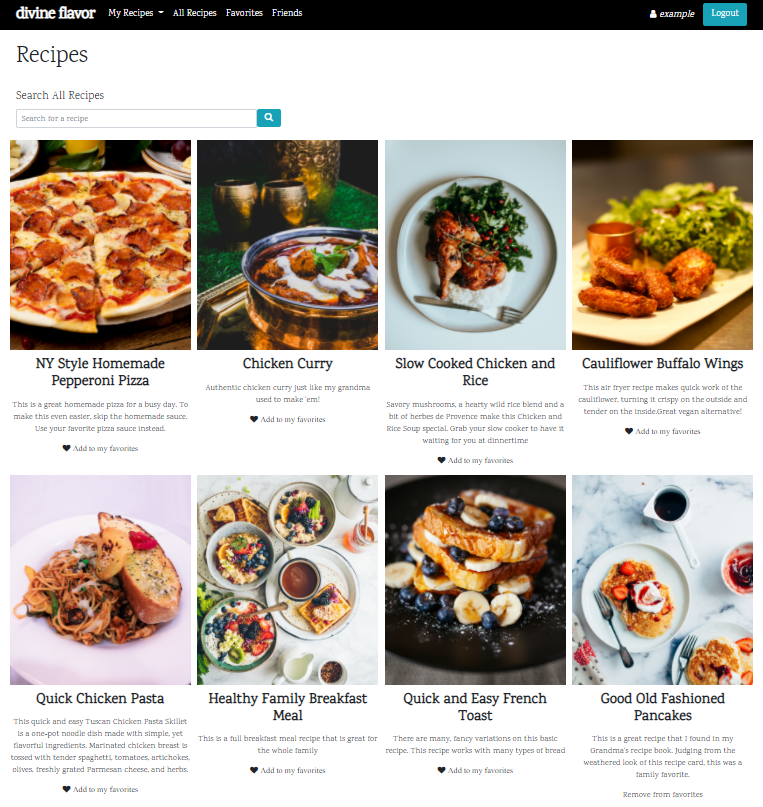 divine flavor My Recipes All Recipes Favorites Friends example Logout
Recipes
Search All Recipes
Search for a recipe
NY Style Homemade
Pepperoni Pizza
This is a great homemade pizza for a busy day. To
make this even easier, skip the homemade sauce.
Use your favorite pizza sauce instead.
Add to my favorites
Chicken Curry
Authentic chicken curry just like my grandma
used to make 'em!
Add to my favorites
Slow Cooked Chicken and
Rice
Savory mushrooms, a hearty wild rice blend and a
bit of herbes de Provence make this Chicken and
Rice Soup special. Grab your slow cooker to have it
waiting for you at dinnertime
Add to my favorites
Cauliflower Buffalo Wings
This air fryer recipe makes quick work of the
cauliflower, turning it crispy on the outside and
tender on the inside.Great vegan alternative!
Add to my favorites
Quick Chicken Pasta
This quick and easy Tuscan Chicken Pasta Skillet
is a one-pot noodle dish made with simple, yet
flavorful ingredients. Marinated chicken breast is
tossed with tender spaghetti, tomatoes, artichokes,
olives, freshly grated Parmesan cheese, and herbs.
Add to my favorites
Healthy Family Breakfast
Meal
This is a full breakfast meal recipe that is great for
the whole family
Add to my favorites
Quick and Easy French
Toast
There are many, fancy variations on this basic
recipe. This recipe works with many types of bread
Add to my favorites
Good Old Fashioned
Pancakes
This is a great recipe that I found in my
Grandma's recipe book. Judging from the
weathered look of this recipe card, this was a
family favorite.
Remove from favorites